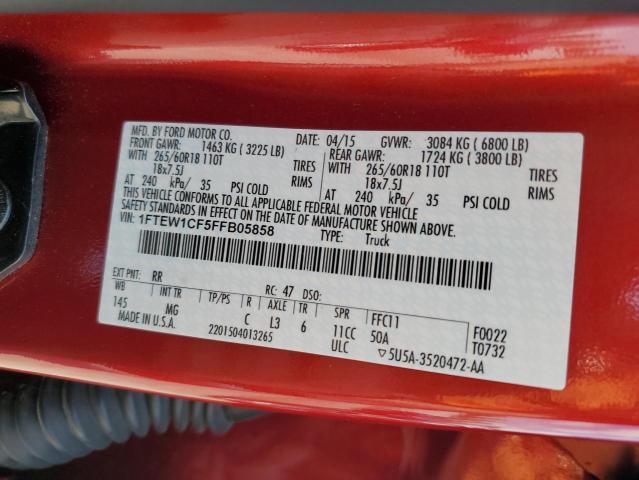 MFD. BY FORD MOTOR CO. DATE: 04/15 GVWR: 3084 KG ( 6800 LB)
FRONT GAWR: 1463 KG ( 3225 LB) REAR GAWR: 1724 KG ( 3800 LB)
WITH 265/60R18 110T TIRES WITH 265/60R18 110T TIRES
18x7.5J RIMS 18x7.5J RIMS
AT 240 kPa/ 35 PSI COLD AT 240 kPa/ 35 PSI COLD
THIS VEHICLE CONFORMS TO ALL APPLICABLE FEDERAL MOTOR VEHICLE
SAFETY STANDARDS IN EFFECT ON THE DATE OF MANUFACTURE SHOWN ABOVE.
VIN: 1FTEW1CF5FFB05858 TYPE: Truck
EXT PNT: RR RC: 47 DSO:
WB INT TR TP/PS R AXLE TR SPR FFC11 F0022
145 MG C L3 6 11CC 50A T0732
MADE IN U.S.A. 2201504013265 ULC ▽5U5A-3520472-AA